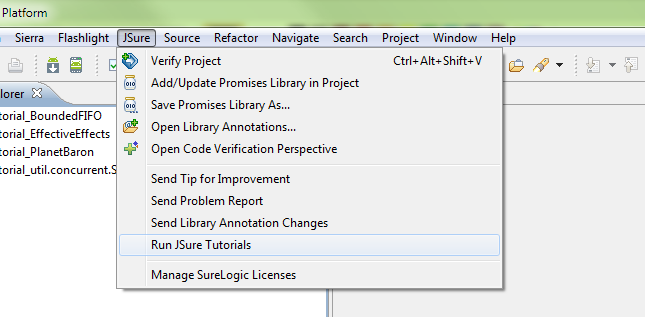 Platform
Sierra Flashlight JSure Source Refactor Navigate Search Project Window Help
Verify Project Ctrl+Alt+Shift+V
Add/Update Promises Library in Project
Save Promises Library As...
Open Library Annotations...
Open Code Verification Perspective
Send Tip for Improvement
Send Problem Report
Send Library Annotation Changes
Run JSure Tutorials
Manage SureLogic Licenses
plorer
torial_BoundedFIFO
torial_EffectiveEffects
torial_PlanetBaron
torial_util.concurrent.S